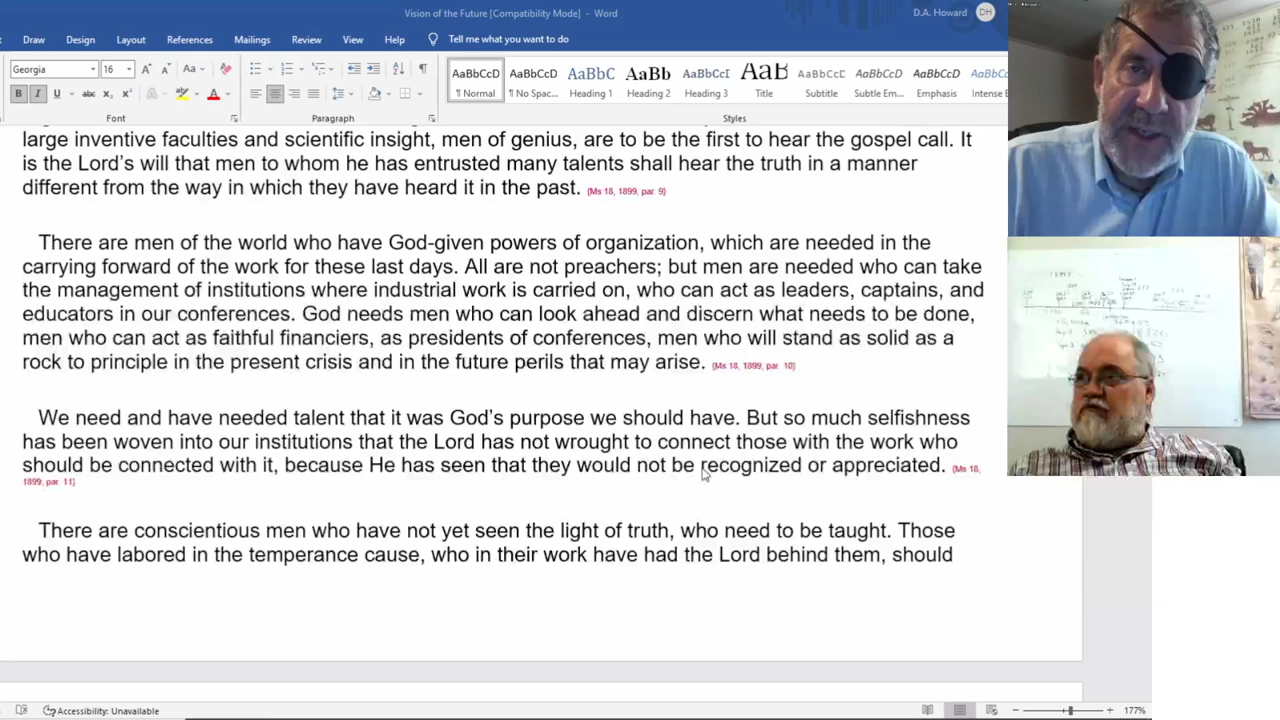 Vision of the Future [Compatibility Mode] - Word
D.A. Howard DH
Draw Design Layout References Mailings Review View Help Tell me what you want to do
Georgia 16 Aa
B I U abc x₂ x² A A
Font Paragraph Styles
AaBbCcD AaBbCcD AaBbC AaBb AaBbCcI AaB AaBbCcD AaBbCcD AaBbCcD AaBbC
¶ Normal ¶ No Spac... Heading 1 Heading 2 Heading 3 Title Subtitle Subtle Em... Emphasis Intense E
large inventive faculties and scientific insight, men of genius, are to be the first to hear the gospel call. It
is the Lord's will that men to whom he has entrusted many talents shall hear the truth in a manner
different from the way in which they have heard it in the past. {Ms 18, 1899, par. 9}
There are men of the world who have God-given powers of organization, which are needed in the
carrying forward of the work for these last days. All are not preachers; but men are needed who can take
the management of institutions where industrial work is carried on, who can act as leaders, captains, and
educators in our conferences. God needs men who can look ahead and discern what needs to be done,
men who can act as faithful financiers, as presidents of conferences, men who will stand as solid as a
rock to principle in the present crisis and in the future perils that may arise. {Ms 18, 1899, par. 10}
We need and have needed talent that it was God's purpose we should have. But so much selfishness
has been woven into our institutions that the Lord has not wrought to connect those with the work who
should be connected with it, because He has seen that they would not be recognized or appreciated. {Ms 18,
1899, par. 11}
There are conscientious men who have not yet seen the light of truth, who need to be taught. Those
who have labored in the temperance cause, who in their work have had the Lord behind them, should
Accessibility: Unavailable
177%